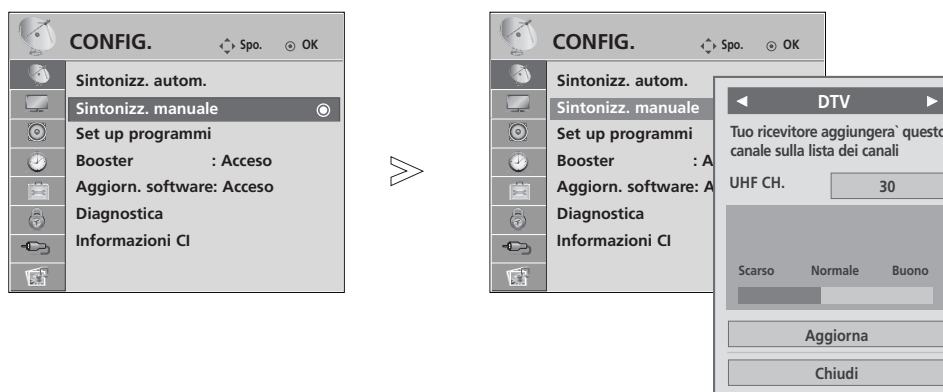 CONFIG.
Spo.
OK
Sintonizz. autom.
Sintonizz. manuale
Set up programmi
Booster : Acceso
Aggiorn. software: Acceso
Diagnostica
Informazioni CI
CONFIG.
Spo.
OK
Sintonizz. autom.
Sintonizz. manuale
Set up programmi
Booster : A
Aggiorn. software: A
Diagnostica
Informazioni CI
DTV
Tuo ricevitore aggiungera` questo
canale sulla lista dei canali
UHF CH. 30
Scarso Normale Buono
Aggiorna
Chiudi